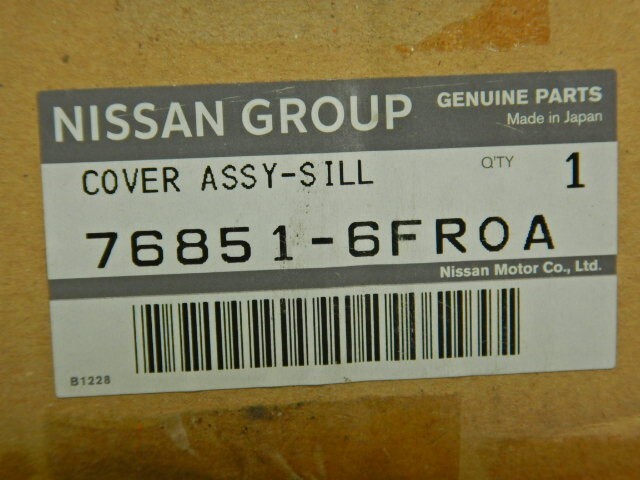 NISSAN GROUP
GENUINE PARTS
Made in Japan
COVER ASSY-SILL
Q'TY 1
76851-6FR0A
Nissan Motor Co., Ltd.
B1228